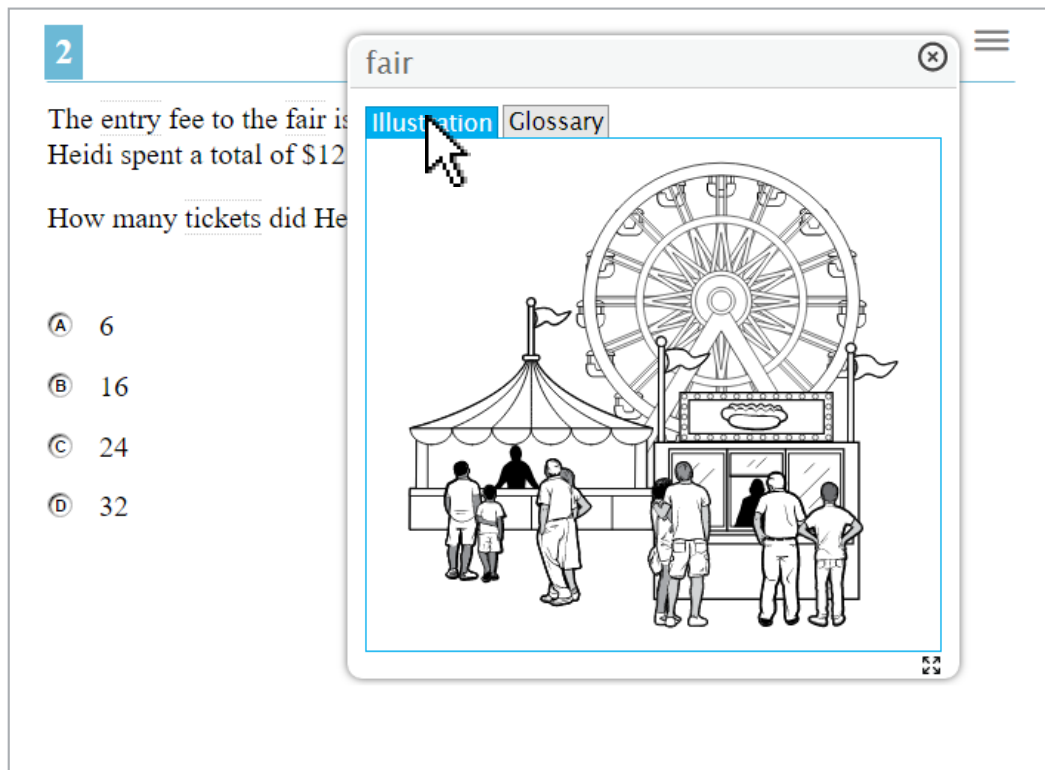 2
fair
The entry fee to the fair is
Heidi spent a total of $12
How many tickets did He
Illustration Glossary
A 6
B 16
C 24
D 32